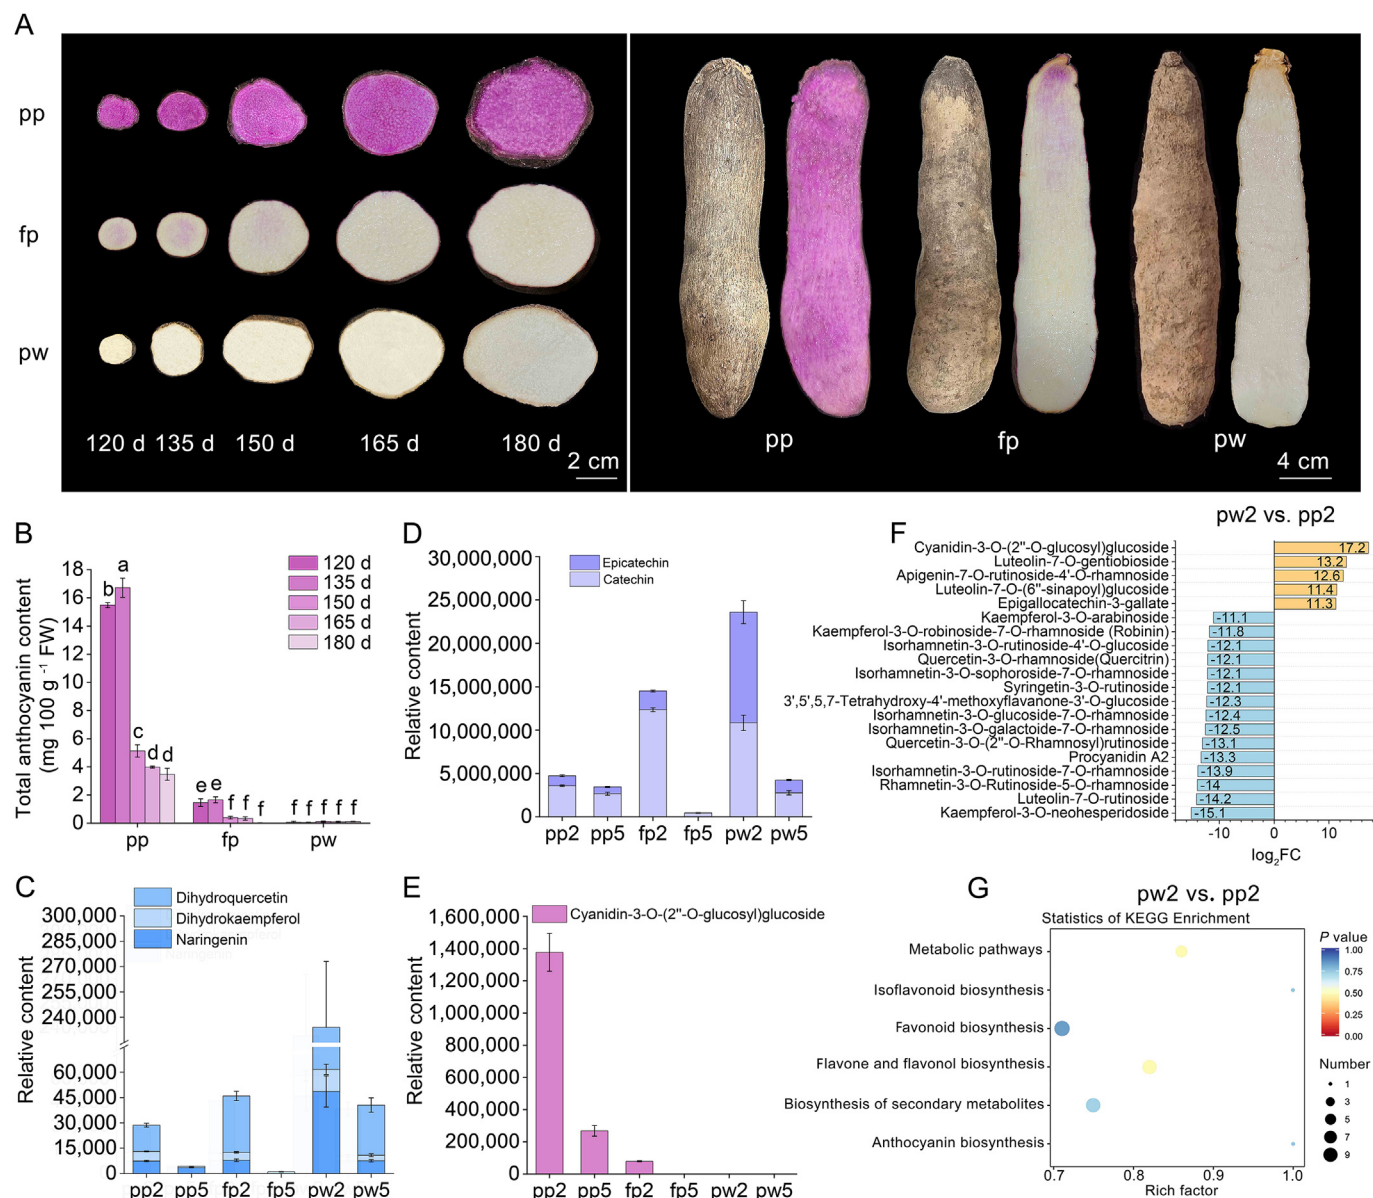 A
pp
fp
pw
120 d 135 d 150 d 165 d 180 d
2 cm
pp fp pw
4 cm
B
Total anthocyanin content
(mg 100 g -1 FW)
18
16
14
12
10
8
6
4
2
0
b a c d d
e e f f f
f f f f f
120 d
135 d
150 d
165 d
180 d
pp fp pw
D
Relative content
30,000,000
25,000,000
20,000,000
15,000,000
10,000,000
5,000,000
0
Epicatechin
Catechin
pp2 pp5 fp2 fp5 pw2 pw5
F
pw2 vs. pp2
Cyanidin-3-O-(2"-O-glucosyl)glucoside 17.2
Luteolin-7-O-gentiobioside 13.2
Apigenin-7-O-rutinoside-4'-O-rhamnoside 12.6
Luteolin-7-O-(6"-sinapoyl)glucoside 11.4
Epigallocatechin-3-gallate 11.3
Kaempferol-3-O-arabinoside -11.1
Kaempferol-3-O-robinoside-7-O-rhamnoside (Robinin) -11.8
Isorhamnetin-3-O-rutinoside-4'-O-glucoside -12.1
Quercetin-3-O-rhamnoside(Quercitrin) -12.1
Isorhamnetin-3-O-sophoroside-7-O-rhamnoside -12.1
Syringetin-3-O-rutinoside -12.1
3',5',5,7-Tetrahydroxy-4'-methoxyflavanone-3'-O-glucoside -12.3
Isorhamnetin-3-O-glucoside-7-O-rhamnoside -12.4
Isorhamnetin-3-O-galactoide-7-O-rhamnoside -12.5
Quercetin-3-O-(2"-O-Rhamnosyl)rutinoside -13.1
Procyanidin A2 -13.3
Isorhamnetin-3-O-rutinoside-7-O-rhamnoside -13.9
Rhamnetin-3-O-Rutinoside-5-O-rhamnoside -14
Luteolin-7-O-rutinoside -14.2
Kaempferol-3-O-neohesperidoside -15.1
-10 0 10
log2FC
C
Relative content
300,000
285,000
270,000
255,000
240,000
60,000
45,000
30,000
15,000
0
Dihydroquercetin
Dihydrokaempferol
Naringenin
pp2 pp5 fp2 fp5 pw2 pw5
E
Relative content
1,600,000
1,400,000
1,200,000
1,000,000
800,000
600,000
400,000
200,000
0
Cyanidin-3-O-(2"-O-glucosyl)glucoside
pp2 pp5 fp2 fp5 pw2 pw5
G
pw2 vs. pp2
Statistics of KEGG Enrichment
Metabolic pathways
Isoflavonoid biosynthesis
Favonoid biosynthesis
Flavone and flavonol biosynthesis
Biosynthesis of secondary metabolites
Anthocyanin biosynthesis
0.7 0.8 0.9 1.0
Rich factor
P value
1.00
0.75
0.50
0.25
0.00
Number
1
3
5
7
9